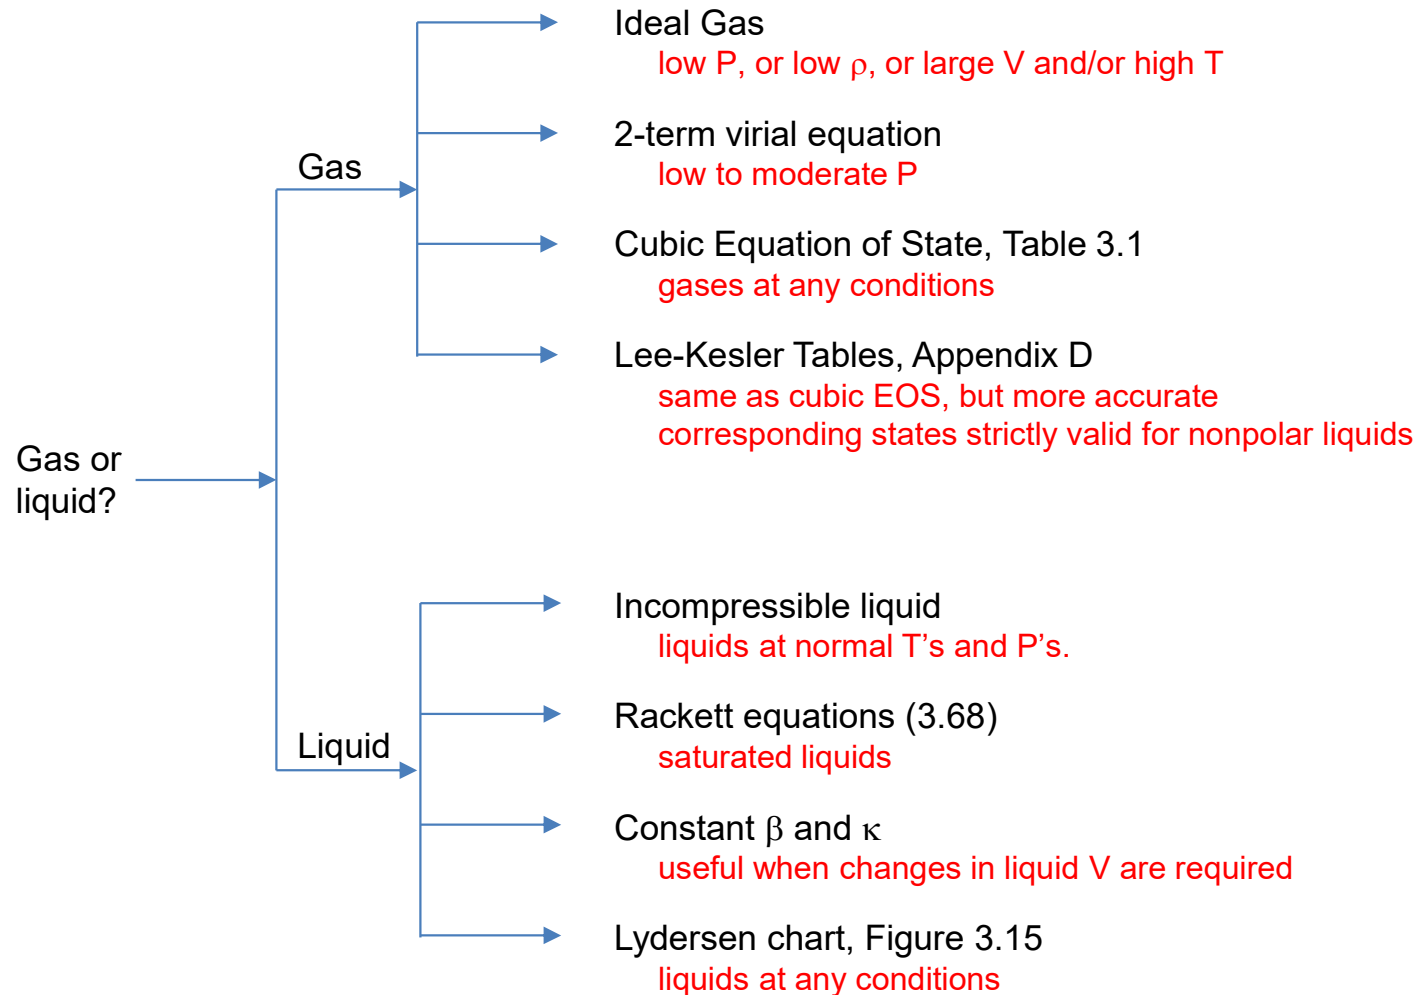 Ideal Gas
low P, or low ρ, or large V and/or high T
2-term virial equation
low to moderate P
Gas
Cubic Equation of State, Table 3.1
gases at any conditions
Lee-Kesler Tables, Appendix D
same as cubic EOS, but more accurate
corresponding states strictly valid for nonpolar liquids
Gas or
liquid?
Incompressible liquid
liquids at normal T's and P's.
Rackett equations (3.68)
saturated liquids
Liquid
Constant β and κ
useful when changes in liquid V are required
Lydersen chart, Figure 3.15
liquids at any conditions